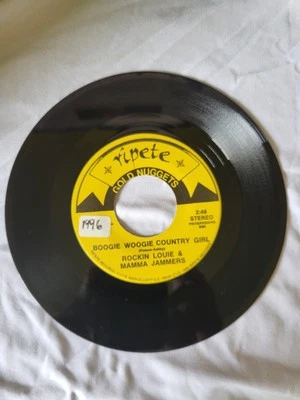 ripete
GOLD NUGGETS
1996
2:48
STEREO
BOOGIE WOOGIE COUNTRY GIRL
ROCKIN LOUIE &
MAMMA JAMMERS